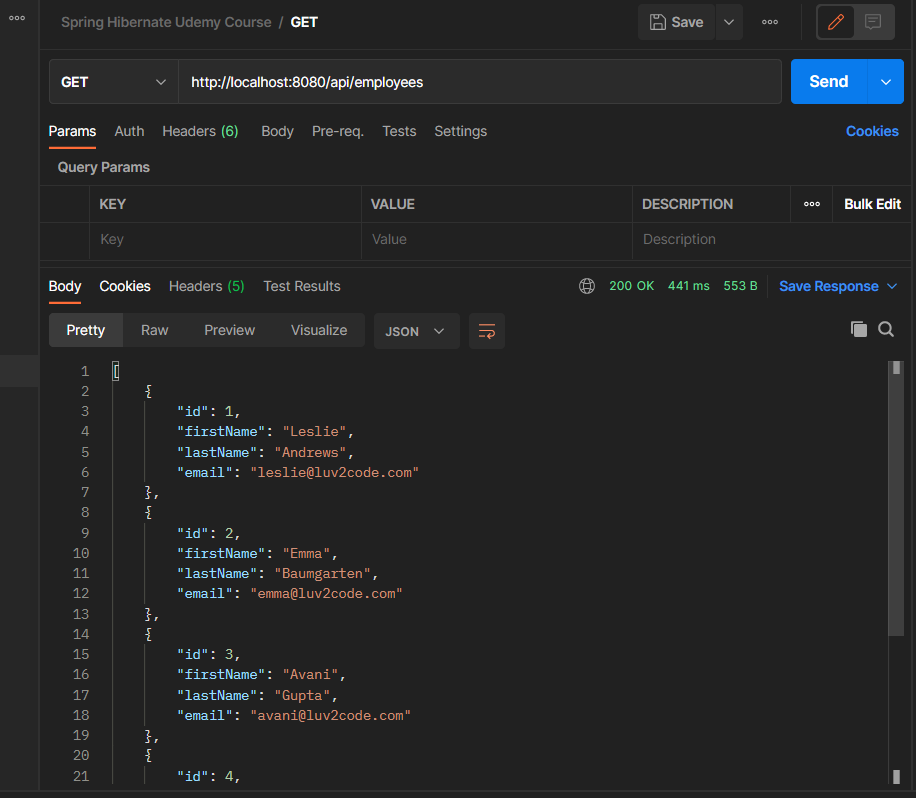 Spring Hibernate Udemy Course / GET
Save
GET http://localhost:8080/api/employees Send
Params Auth Headers (6) Body Pre-req. Tests Settings Cookies
Query Params
KEY VALUE DESCRIPTION Bulk Edit
Key Value Description
Body Cookies Headers (5) Test Results 200 OK 441 ms 553 B Save Response
Pretty Raw Preview Visualize JSON
1 [
2 {
3 "id": 1,
4 "firstName": "Leslie",
5 "lastName": "Andrews",
6 "email": "leslie@luv2code.com"
7 },
8 {
9 "id": 2,
10 "firstName": "Emma",
11 "lastName": "Baumgarten",
12 "email": "emma@luv2code.com"
13 },
14 {
15 "id": 3,
16 "firstName": "Avani",
17 "lastName": "Gupta",
18 "email": "avani@luv2code.com"
19 },
20 {
21 "id": 4,